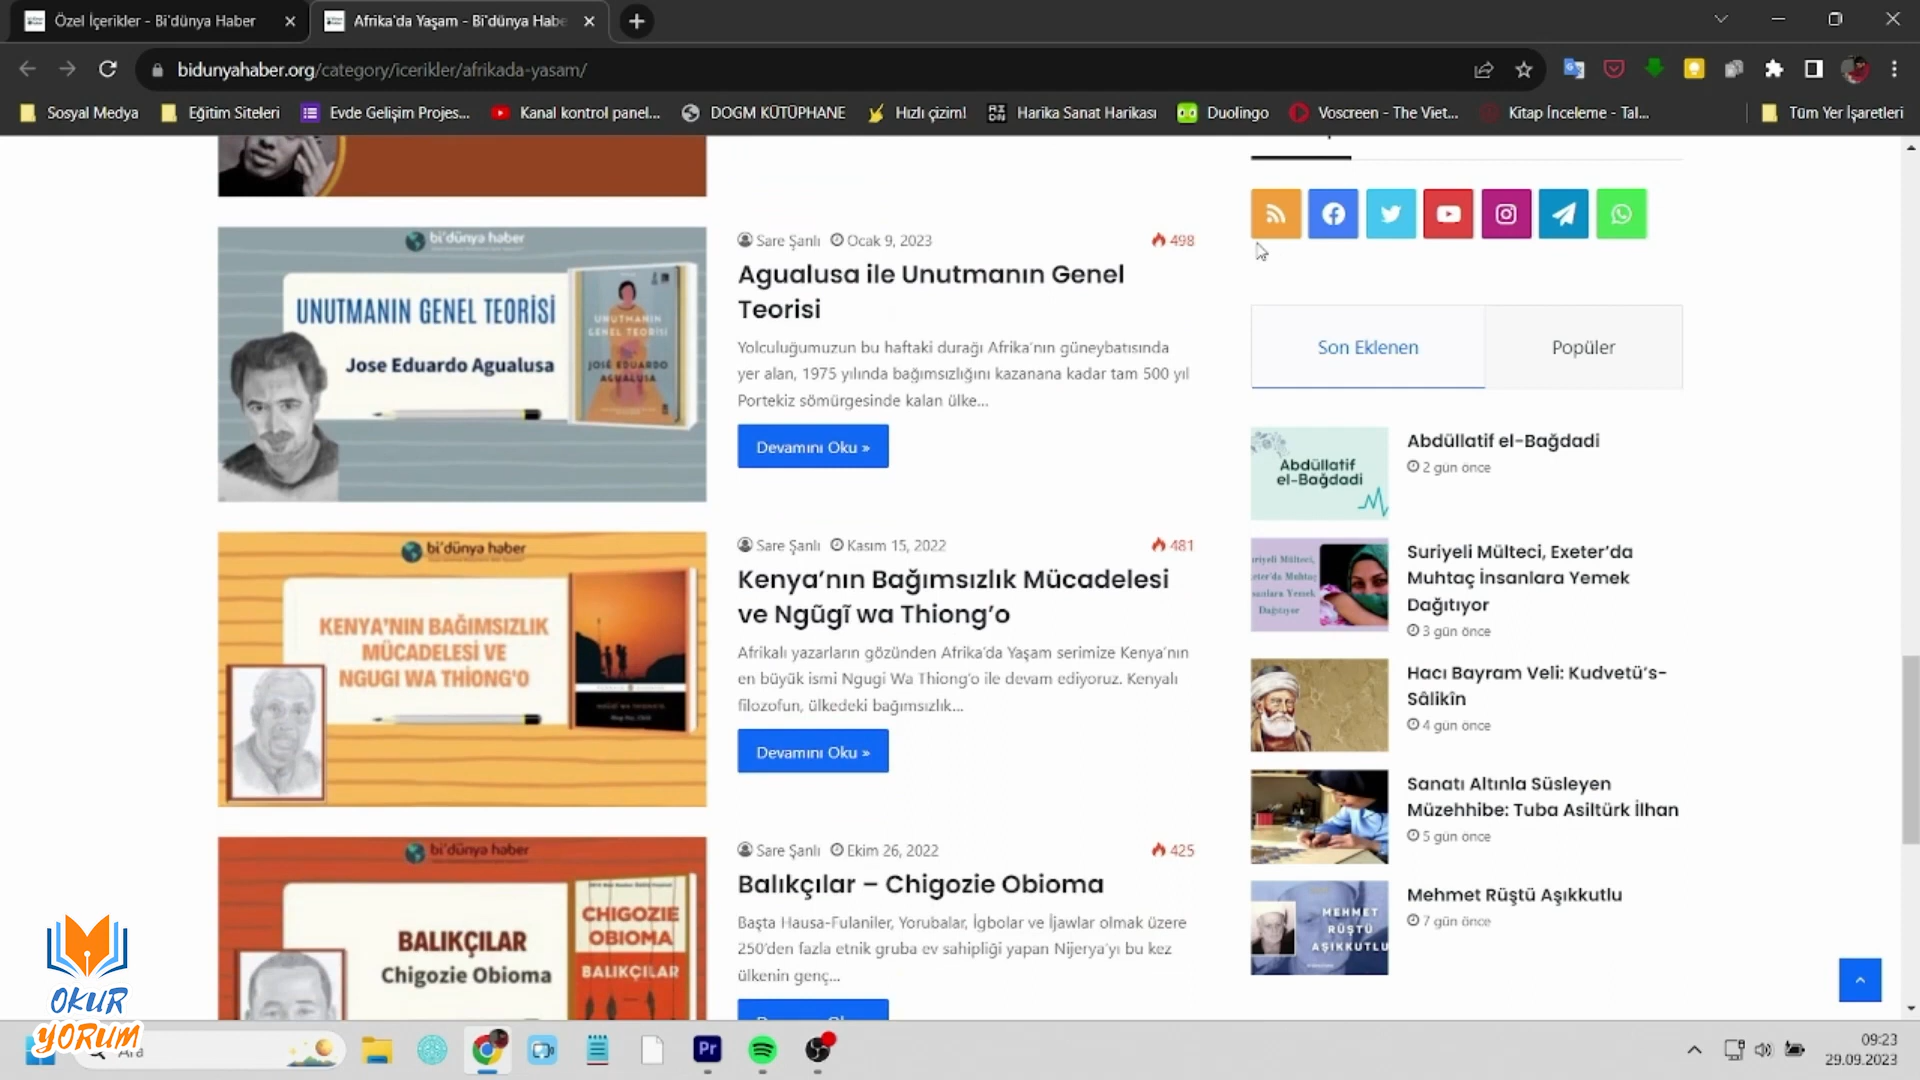 Özel İçerikler - Bi'dünya Haber
Afrika'da Yaşam - Bi'dünya Habe
bidunyahaber.org/category/icerikler/afrikada-yasam/
Sosyal Medya
Eğitim Siteleri
Evde Gelişim Projes...
Kanal kontrol panel...
DOGM KÜTÜPHANE
Hızlı çizim!
Harika Sanat Harikası
Duolingo
Voscreen - The Viet...
Kitap İnceleme - Tal...
Tüm Yer İşaretleri
bi'dünya haber
UNUTMANIN GENEL TEORİSİ
Jose Eduardo Agualusa
UNUTMANIN
GENEL TEORİSİ
JOSÉ EDUARDO
AGUALUSA
Sare Şanlı Ocak 9, 2023
498
Agualusa ile Unutmanın Genel
Teorisi
Yolculuğumuzun bu haftaki durağı Afrika'nın güneybatısında
yer alan, 1975 yılında bağımsızlığını kazanana kadar tam 500 yıl
Portekiz sömürgesinde kalan ülke...
Devamını Oku »
bi'dünya haber
KENYA'NIN BAĞIMSIZLIK
MÜCADELESİ VE
NGUGI WA THİONG'O
Sare Şanlı Kasım 15, 2022
481
Kenya'nın Bağımsızlık Mücadelesi
ve Ngũgĩ wa Thiong'o
Afrikalı yazarların gözünden Afrika'da Yaşam serimize Kenya'nın
en büyük ismi Ngugi Wa Thiong'o ile devam ediyoruz. Kenyalı
filozofun, ülkedeki bağımsızlık...
Devamını Oku »
bi'dünya haber
BALIKÇILAR
Chigozie Obioma
CHIGOZIE
OBIOMA
BALIKÇILAR
Sare Şanlı Ekim 26, 2022
425
Balıkçılar – Chigozie Obioma
Başta Hausa-Fulaniler, Yorubalar, İgbolar ve İjawlar olmak üzere
250'den fazla etnik gruba ev sahipliği yapan Nijerya'yı bu kez
ülkenin genç...
Son Eklenen
Popüler
Abdüllatif
el-Bağdadi
Abdüllatif el-Bağdadi
2 gün önce
Suriyeli Mülteci, Exeter'da
Muhtaç İnsanlara Yemek
Dağıtıyor
3 gün önce
Hacı Bayram Veli: Kudvetü's-
Sâlikîn
4 gün önce
Sanatı Altınla Süsleyen
Müzehhibe: Tuba Asiltürk İlhan
5 gün önce
MEHMET
RÜŞTÜ
AŞIKKUTLU
Mehmet Rüştü Aşıkkutlu
7 gün önce
OKUR
YORUM
Ara
Pr
09:23
29.09.2023